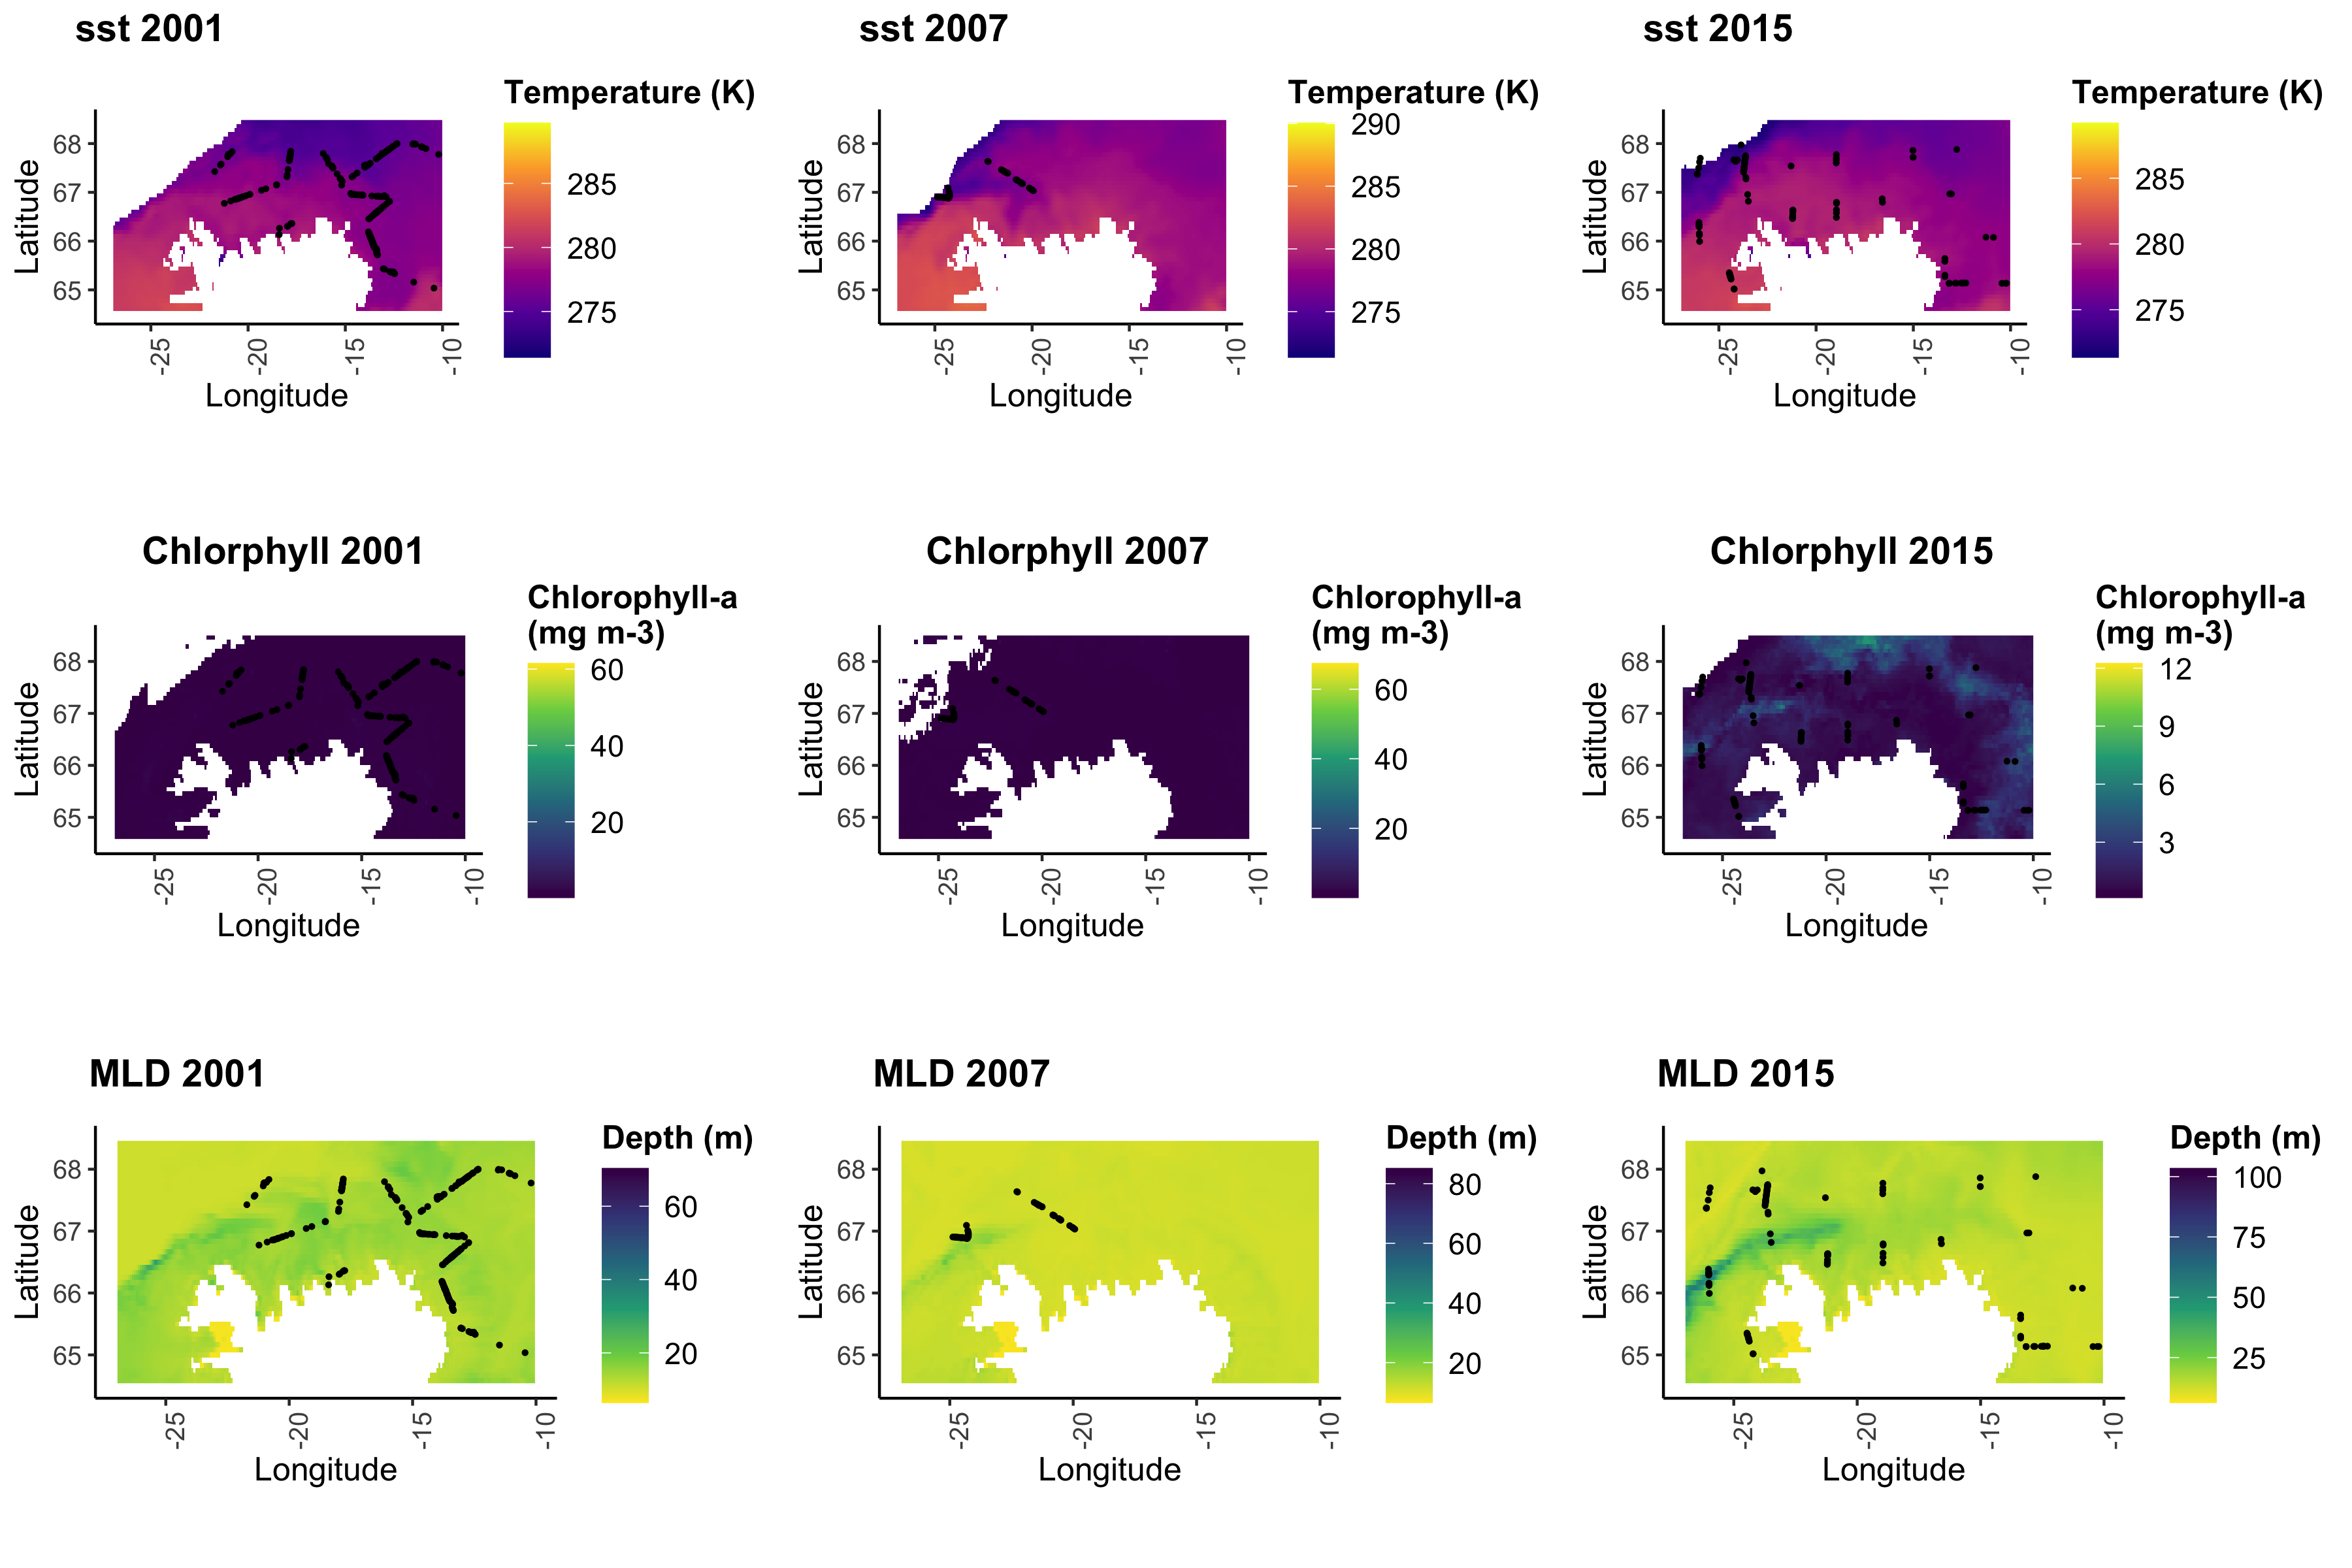 sst 2001
Temperature (K)
285
280
275
68
67
66
65
Latitude
-25
-20
-15
-10
Longitude
sst 2007
Temperature (K)
290
285
280
275
68
67
66
65
Latitude
-25
-20
-15
-10
Longitude
sst 2015
Temperature (K)
285
280
275
68
67
66
65
Latitude
-25
-20
-15
-10
Longitude
Chlorphyll 2001
Chlorophyll-a
(mg m-3)
60
40
20
68
67
66
65
Latitude
-25
-20
-15
-10
Longitude
Chlorphyll 2007
Chlorophyll-a
(mg m-3)
60
40
20
68
67
66
65
Latitude
-25
-20
-15
-10
Longitude
Chlorphyll 2015
Chlorophyll-a
(mg m-3)
12
9
6
3
68
67
66
65
Latitude
-25
-20
-15
-10
Longitude
MLD 2001
Depth (m)
60
40
20
68
67
66
65
Latitude
-25
-20
-15
-10
Longitude
MLD 2007
Depth (m)
80
60
40
20
68
67
66
65
Latitude
-25
-20
-15
-10
Longitude
MLD 2015
Depth (m)
100
75
50
25
68
67
66
65
Latitude
-25
-20
-15
-10
Longitude